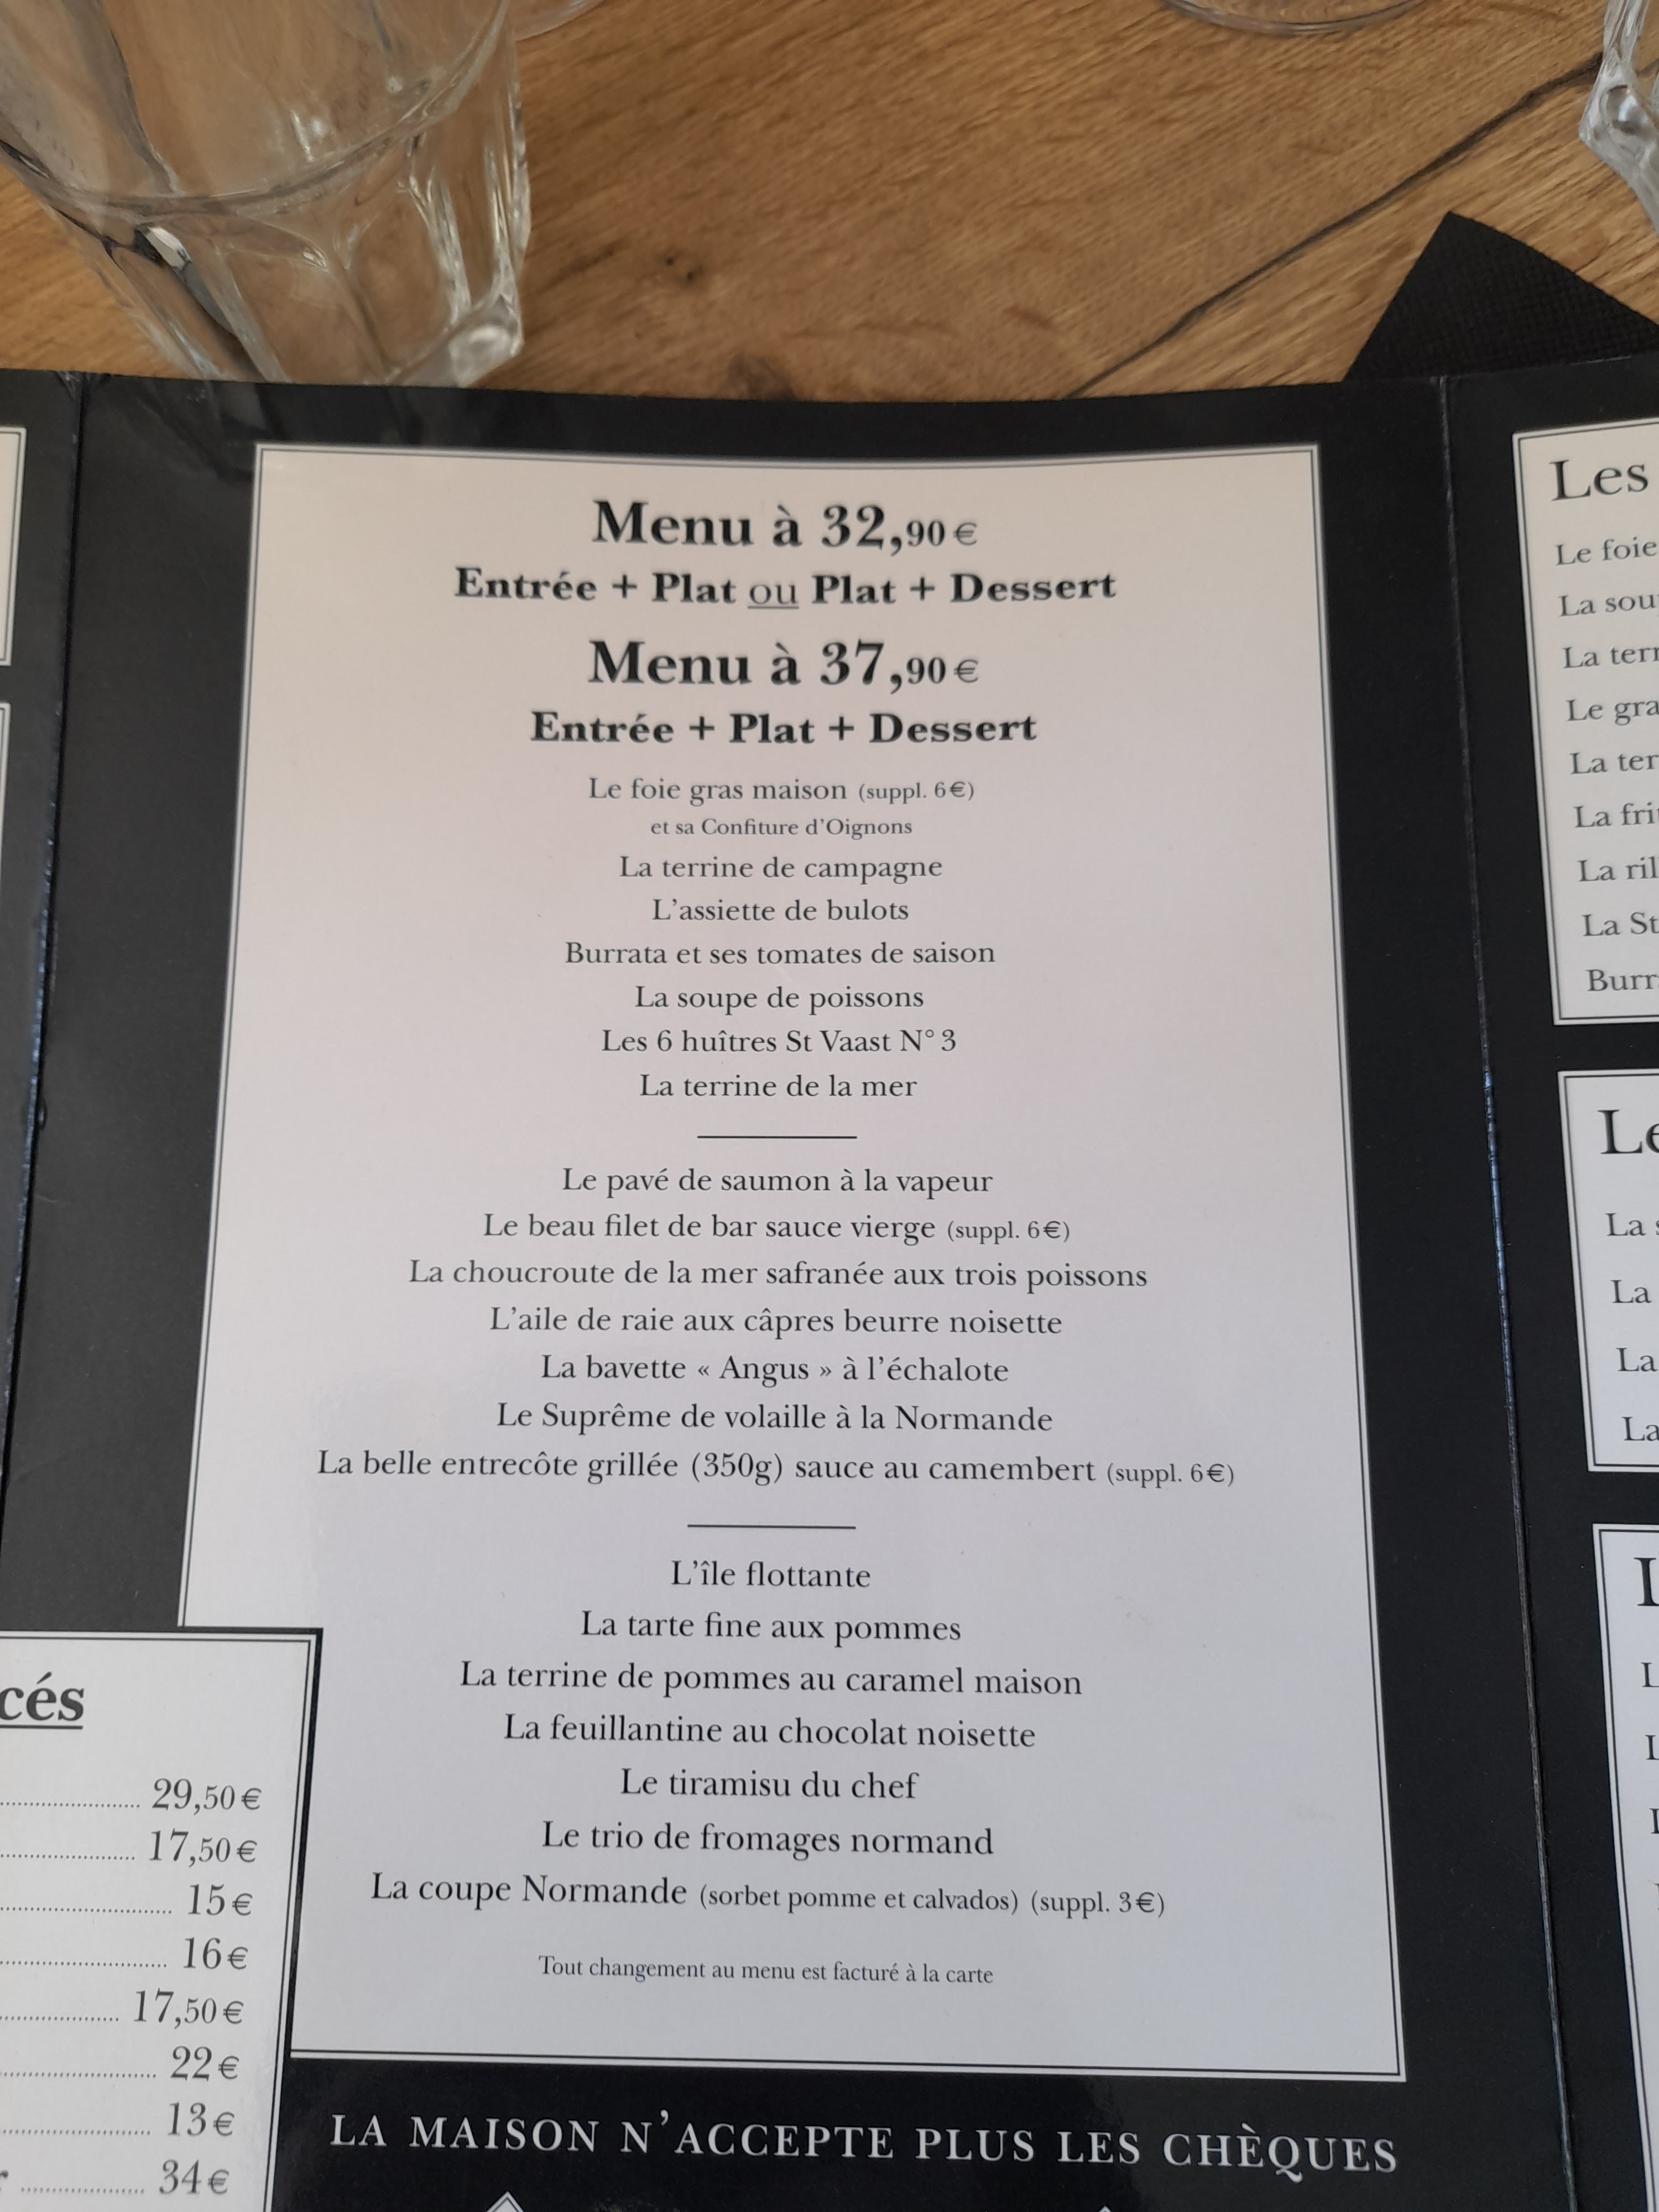 Menu à 32,90€
Entrée + Plat ou Plat + Dessert
Menu à 37,90€
Entrée + Plat + Dessert
Le foie gras maison (suppl. 6€)
et sa Confiture d'Oignons
La terrine de campagne
L'assiette de bulots
Burrata et ses tomates de saison
La soupe de poissons
Les 6 huîtres St Vaast N° 3
La terrine de la mer
Le pavé de saumon à la vapeur
Le beau filet de bar sauce vierge (suppl. 6€)
La choucroute de la mer safranée aux trois poissons
L'aile de raie aux câpres beurre noisette
La bavette « Angus » à l'échalote
Le Suprême de volaille à la Normande
La belle entrecôte grillée (350g) sauce au camembert (suppl. 6€)
L'île flottante
La tarte fine aux pommes
La terrine de pommes au caramel maison
La feuillantine au chocolat noisette
Le tiramisu du chef
Le trio de fromages normand
La coupe Normande (sorbet pomme et calvados) (suppl. 3€)
Tout changement au menu est facturé à la carte
LA MAISON N'ACCEPTE PLUS LES CHÈQUES
cés
29,50€
17,50€
15€
16€
17,50€
22€
13€
34€
Les
Le foie
La sou
La terr
Le gra
La ter
La fri
La ril
La St
Burr
Le
La s
La
La
La